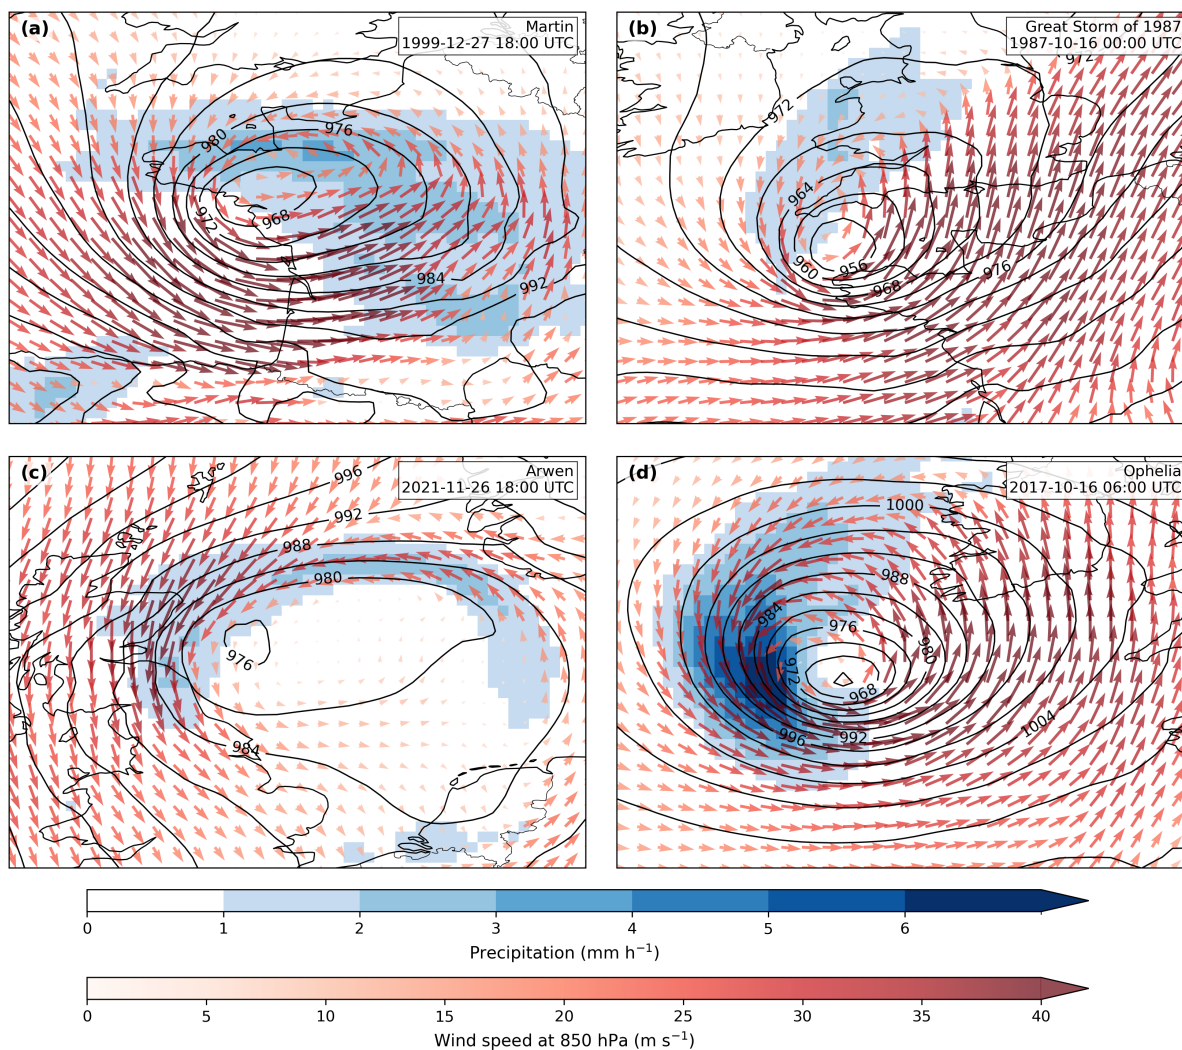 (a)
Martin
1999-12-27 18:00 UTC
980
976
972
968
984
992
(b)
Great Storm of 1987
1987-10-16 00:00 UTC
972
972
964
960
956
968
976
(c)
Arwen
2021-11-26 18:00 UTC
996
992
988
980
976
984
(d)
Ophelia
2017-10-16 06:00 UTC
1000
988
984
976
980
972
968
996
992
1004
0 1 2 3 4 5 6
Precipitation (mm h⁻¹)
0 5 10 15 20 25 30 35 40
Wind speed at 850 hPa (m s⁻¹)